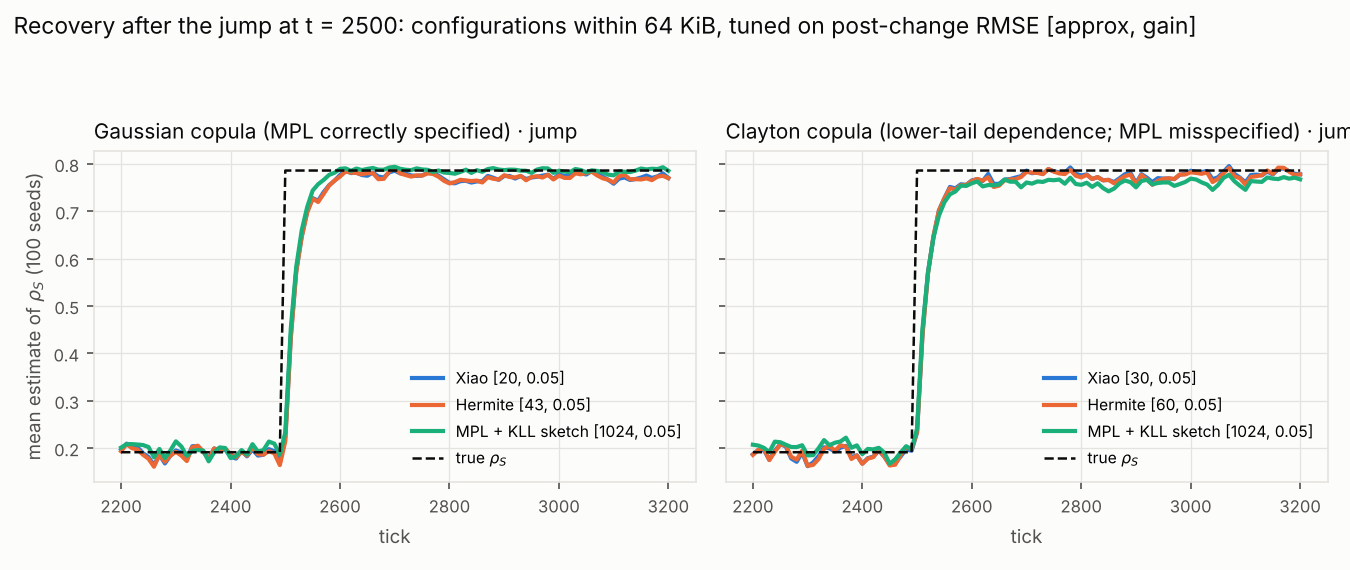 Recovery after the jump at t = 2500: configurations within 64 KiB, tuned on post-change RMSE [approx, gain]
Gaussian copula (MPL correctly specified) · jump
mean estimate of ρS (100 seeds)
0.8
0.7
0.6
0.5
0.4
0.3
0.2
Xiao [20, 0.05]
Hermite [43, 0.05]
MPL + KLL sketch [1024, 0.05]
true ρS
2200 2400 2600 2800 3000 3200
tick
Clayton copula (lower-tail dependence; MPL misspecified) · jum
Xiao [30, 0.05]
Hermite [60, 0.05]
MPL + KLL sketch [1024, 0.05]
true ρS
2200 2400 2600 2800 3000 3200
tick